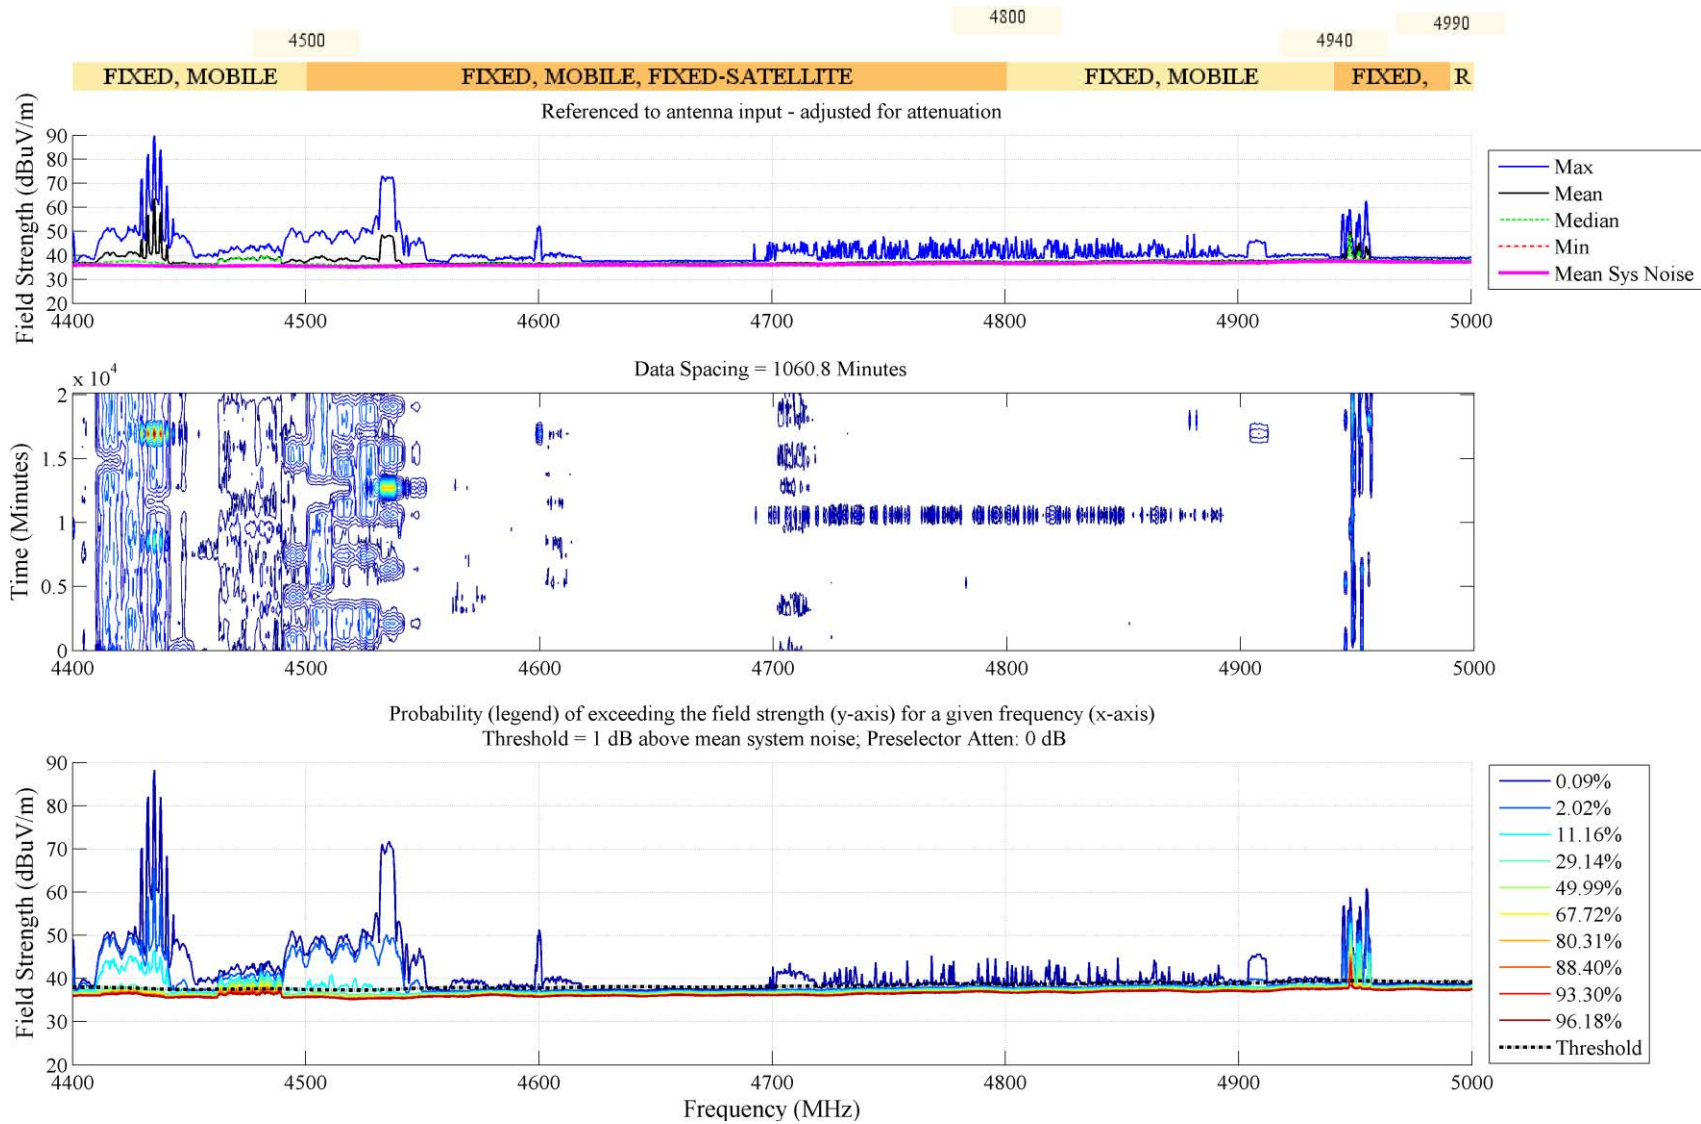 4500 4800 4940 4990
FIXED, MOBILE FIXED, MOBILE, FIXED-SATELLITE FIXED, MOBILE FIXED, R
Referenced to antenna input - adjusted for attenuation
Field Strength (dBuV/m)
90
80
70
60
50
40
30
20
4400 4500 4600 4700 4800 4900 5000
Max
Mean
Median
Min
Mean Sys Noise
Data Spacing = 1060.8 Minutes
x 10^4
Time (Minutes)
2
1.5
1
0.5
0
4400 4500 4600 4700 4800 4900 5000
Probability (legend) of exceeding the field strength (y-axis) for a given frequency (x-axis)
Threshold = 1 dB above mean system noise; Preselector Atten: 0 dB
Field Strength (dBuV/m)
90
80
70
60
50
40
30
20
4400 4500 4600 4700 4800 4900 5000
Frequency (MHz)
0.09%
2.02%
11.16%
29.14%
49.99%
67.72%
80.31%
88.40%
93.30%
96.18%
Threshold